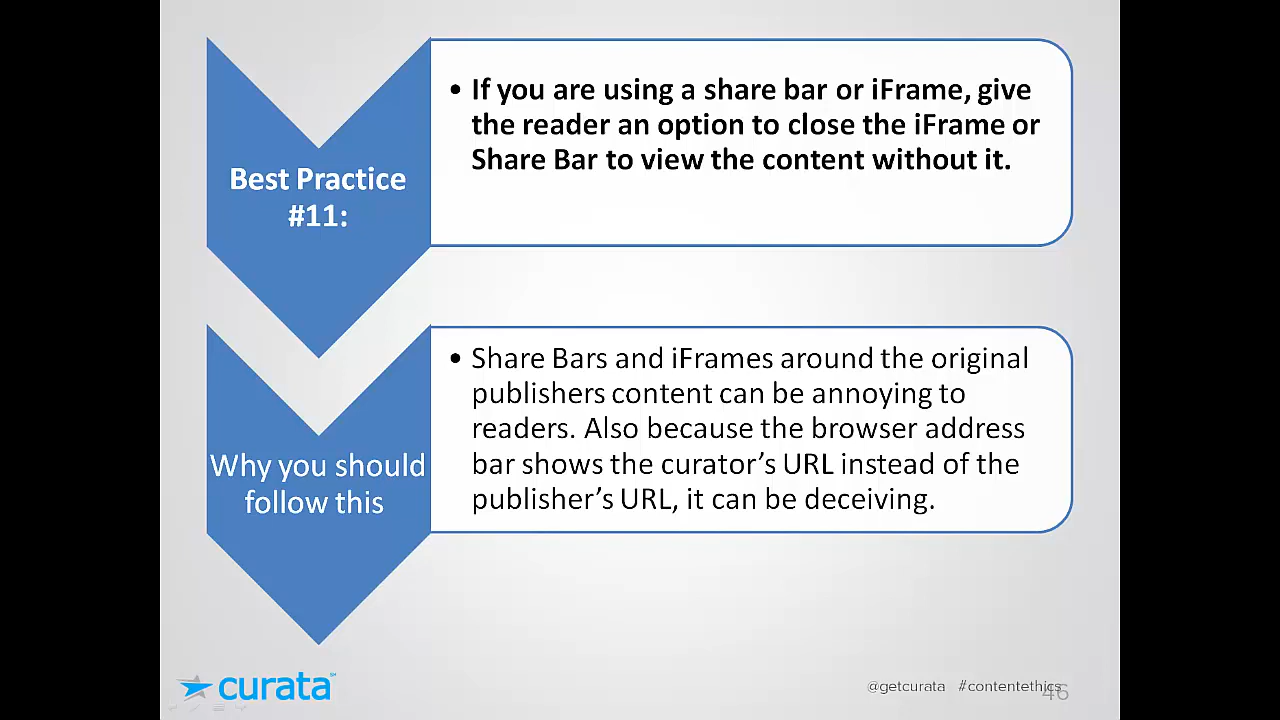 • If you are using a share bar or iFrame, give
the reader an option to close the iFrame or
Share Bar to view the content without it.
Best Practice
#11:
• Share Bars and iFrames around the original
publishers content can be annoying to
readers. Also because the browser address
bar shows the curator’s URL instead of the
publisher’s URL, it can be deceiving.
Why you should
follow this
curata
@getcurata #contentethics
46